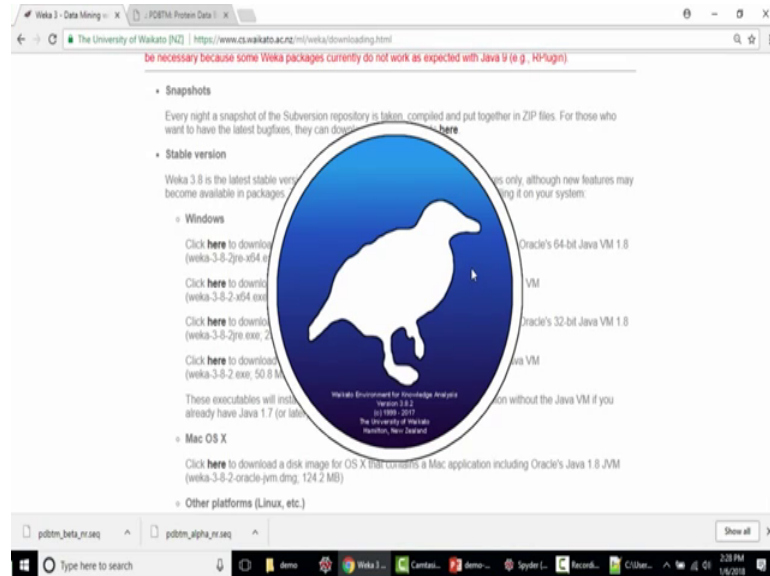 Weka 3 - Data Mining w
: PDBTM: Protein Data B
The University of Waikato [NZ] | https://www.cs.waikato.ac.nz/ml/weka/downloading.html
be necessary because some Weka packages currently do not work as expected with Java 9 (e.g., RPlugin)
Snapshots
Every night a snapshot of the Subversion repository is taken, compiled and put together in ZIP files. For those who
want to have the latest bugfixes, they can here
Stable version
Weka 3.8 is the latest stable es only, although new features may
become available in packages. ing it on your system:
Windows
Click here to downloa Oracle's 64-bit Java VM 1.8
(weka-3-8-2jre-x64.e
Click here to downlo VM
(weka-3-8-2-x64.exe
Click here to downlo Oracle's 32-bit Java VM 1.8
(weka-3-8-2jre.exe; 2
Click here to download ava VM
(weka-3-8-2.exe; 50.8 M
These executables will insta on without the Java VM if you
already have Java 1.7 (or late
Waikato Environment for Knowledge Analysis
Version 3.8.2
(c) 1999 - 2017
The University of Waikato
Hamilton, New Zealand
Mac OS X
Click here to download a disk image for OS X that contains a Mac application including Oracle's Java 1.8 JVM
(weka-3-8-2-oracle-jvm.dmg; 124.2 MB)
Other platforms (Linux, etc.)
pdbtm_beta_nr.seq
pdbtm_alpha_nr.seq
Show all
Type here to search
demo
Weka 3 ...
Camtasi...
demo-...
Spyder (...
Recordi...
C:\User...
2:28 PM
1/6/2018